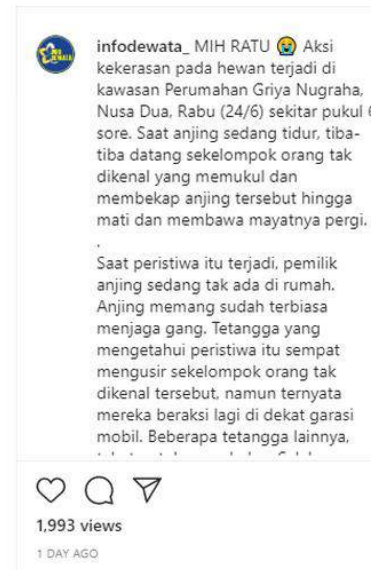 infodewata_ MIH RATU 😭 Aksi
kekerasan pada hewan terjadi di
kawasan Perumahan Griya Nugraha,
Nusa Dua, Rabu (24/6) sekitar pukul 6
sore. Saat anjing sedang tidur, tiba-
tiba datang sekelompok orang tak
dikenal yang memukul dan
membekap anjing tersebut hingga
mati dan membawa mayatnya pergi.
.
Saat peristiwa itu terjadi, pemilik
anjing sedang tak ada di rumah.
Anjing memang sudah terbiasa
menjaga gang. Tetangga yang
mengetahui peristiwa itu sempat
mengusir sekelompok orang tak
dikenal tersebut, namun ternyata
mereka beraksi lagi di dekat garasi
mobil. Beberapa tetangga lainnya,
1,993 views
1 DAY AGO